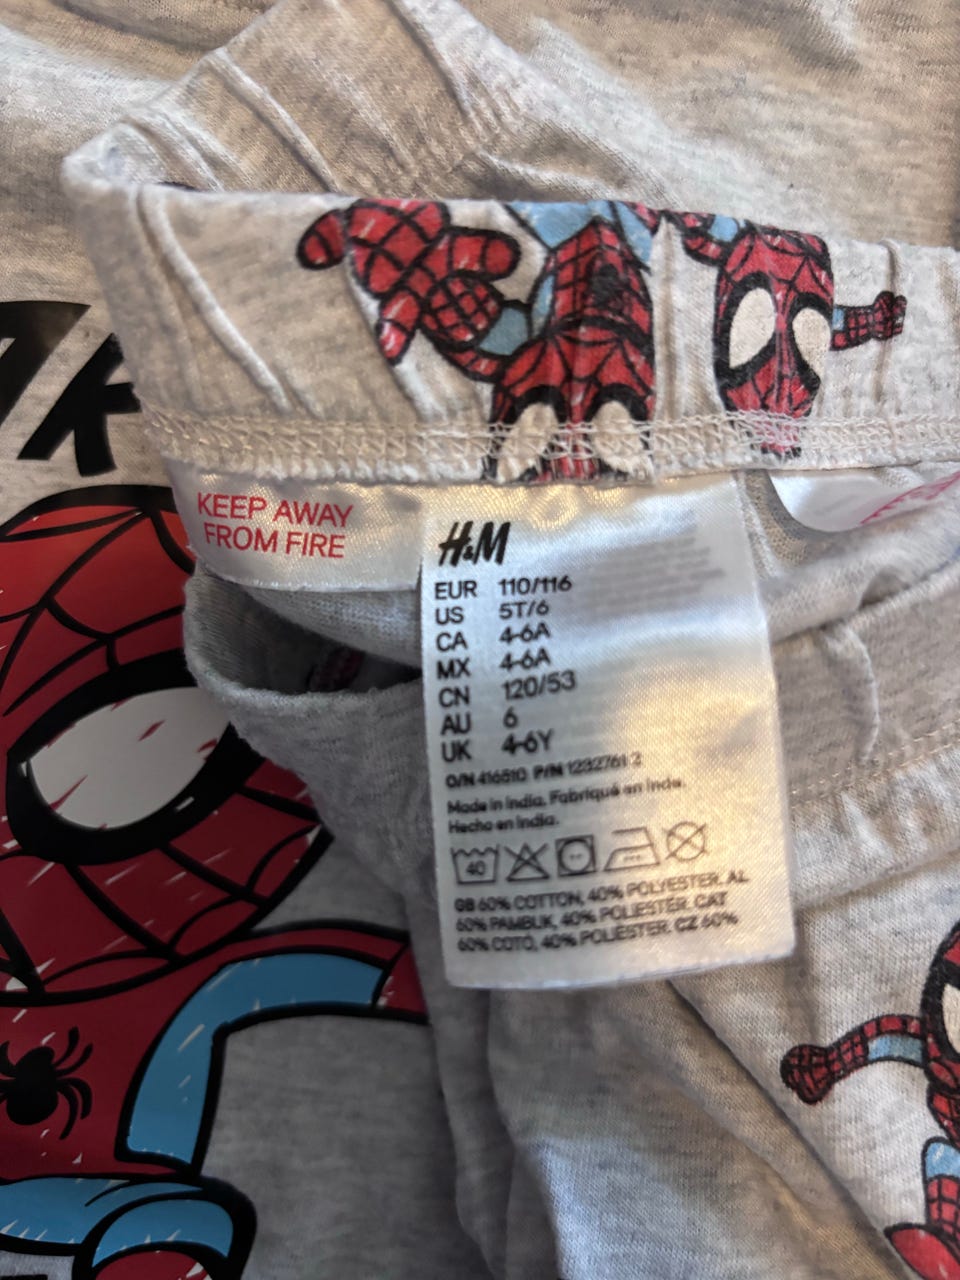 KEEP AWAY
FROM FIRE
H&M
EUR 110/116
US 5T/6
CA 4-6A
MX 4-6A
CN 120/53
AU 6
UK 4-6Y
O/N 416510 P/N 1232761 2
Made in India. Fabriqué en Inde.
Hecho en India.
40
GB 60% COTTON, 40% POLYESTER. AL
60% PAMBUK, 40% POLIESTER. CAT
60% COTÓ, 40% POLIÈSTER. CZ 60%